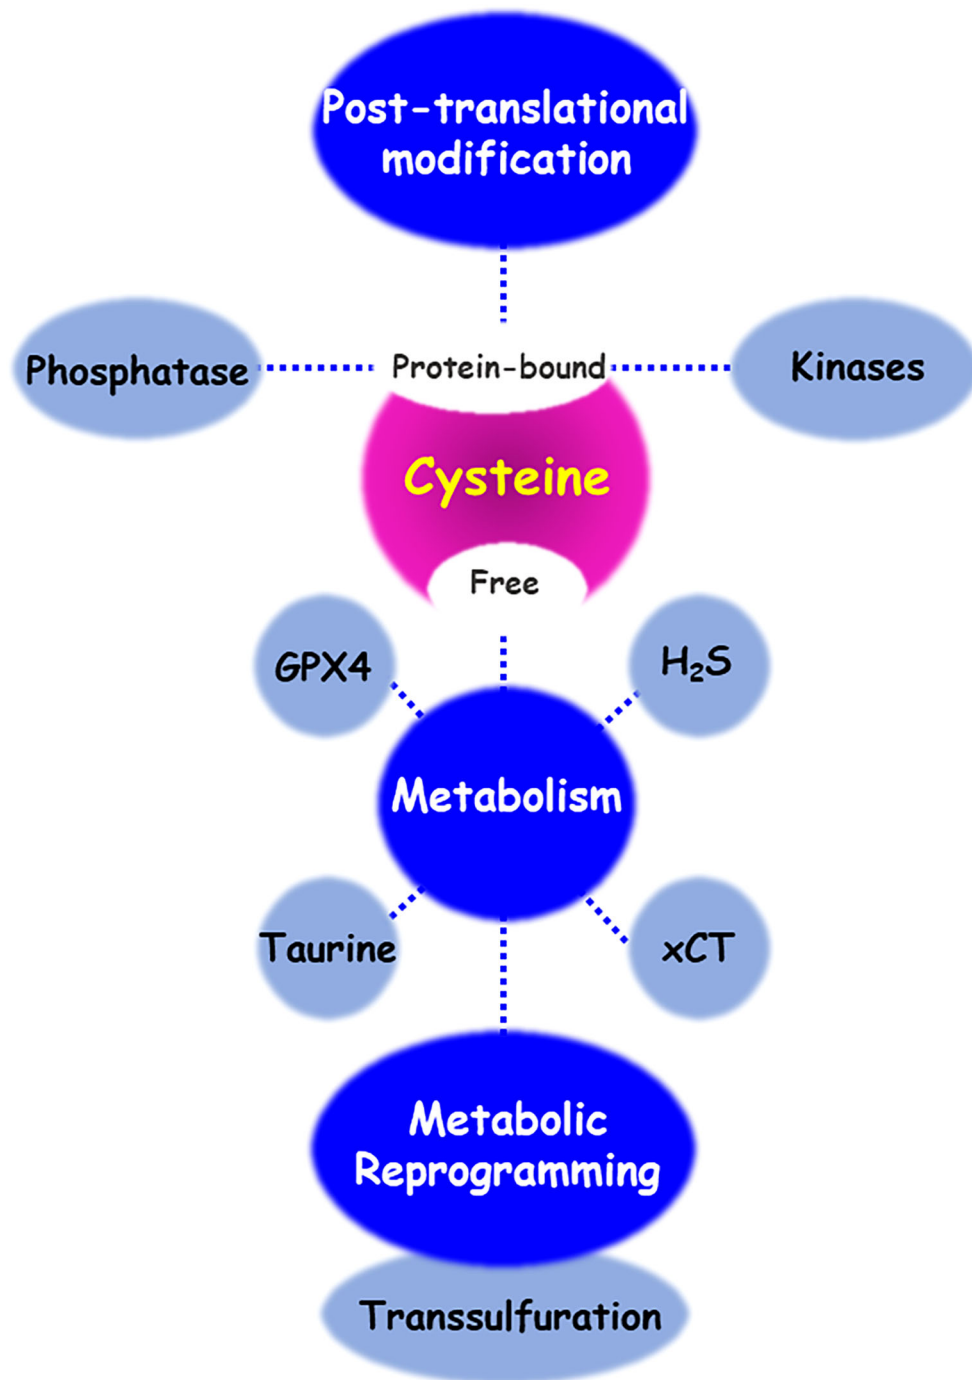 Post-translational
modification
Phosphatase
Protein-bound
Kinases
Cysteine
Free
GPX4
H₂S
Metabolism
Taurine
xCT
Metabolic
Reprogramming
Transsulfuration